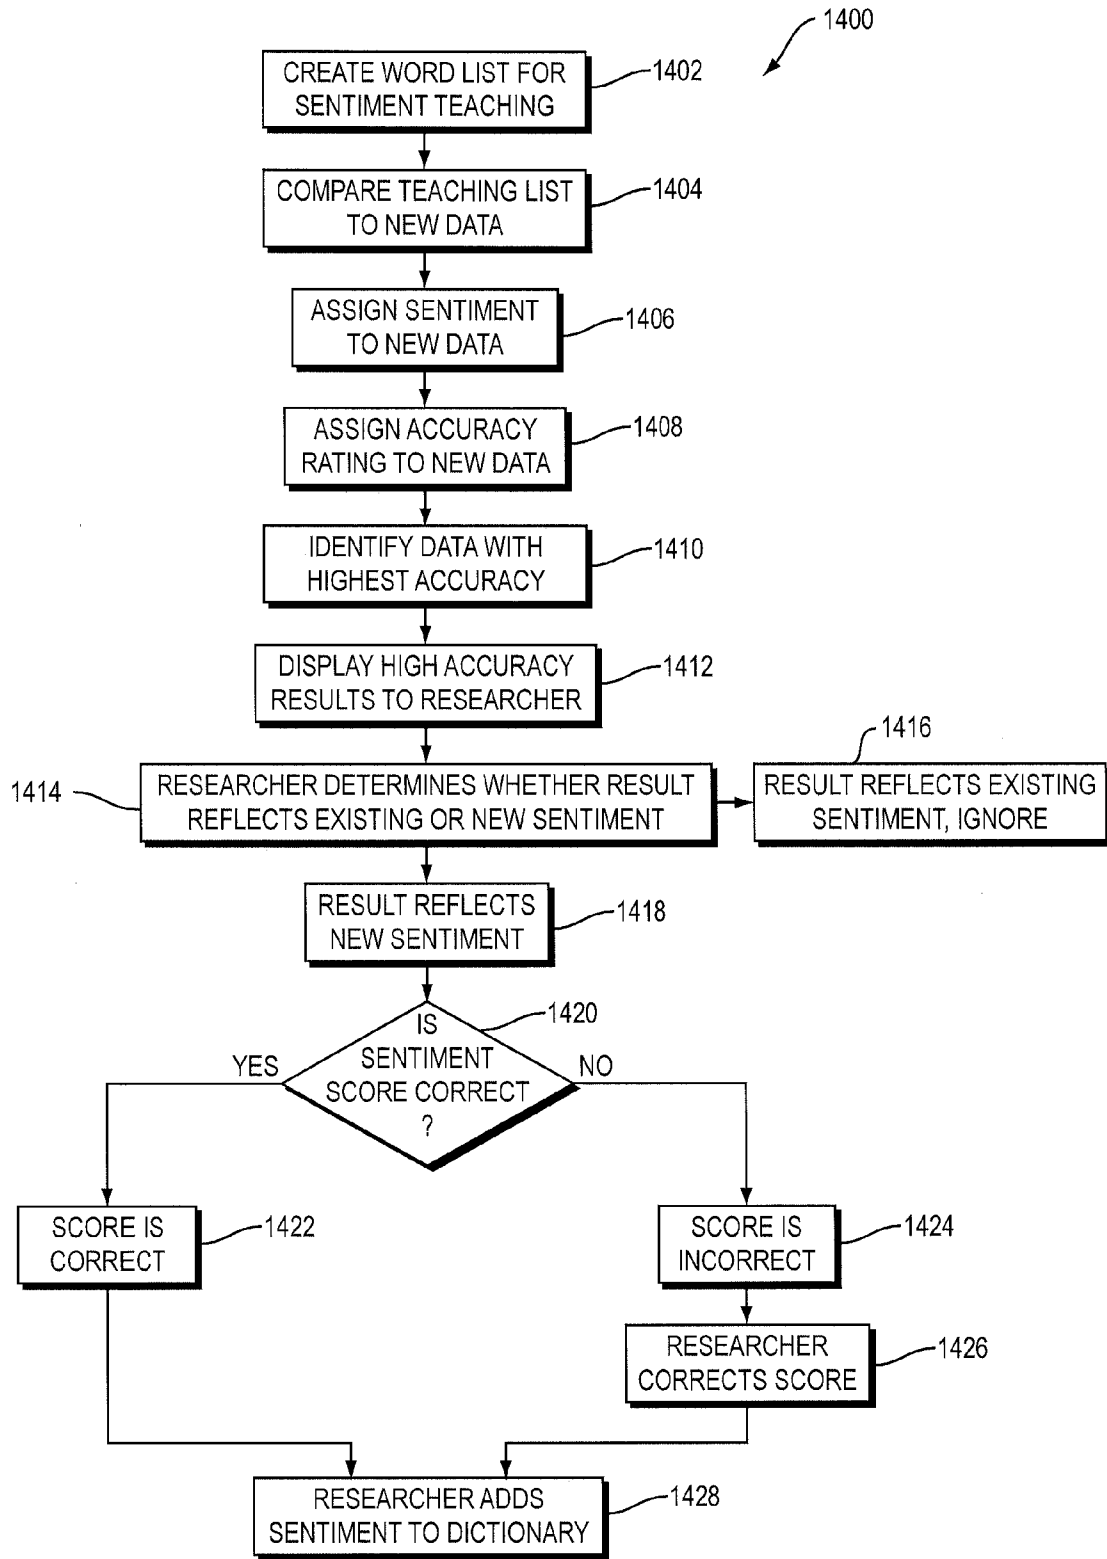 1400
CREATE WORD LIST FOR
SENTIMENT TEACHING
1402
COMPARE TEACHING LIST
TO NEW DATA
1404
ASSIGN SENTIMENT
TO NEW DATA
1406
ASSIGN ACCURACY
RATING TO NEW DATA
1408
IDENTIFY DATA WITH
HIGHEST ACCURACY
1410
DISPLAY HIGH ACCURACY
RESULTS TO RESEARCHER
1412
1414
RESEARCHER DETERMINES WHETHER RESULT
REFLECTS EXISTING OR NEW SENTIMENT
1416
RESULT REFLECTS EXISTING
SENTIMENT, IGNORE
RESULT REFLECTS
NEW SENTIMENT
1418
1420
IS
SENTIMENT
SCORE CORRECT
?
YES
NO
SCORE IS
CORRECT
1422
SCORE IS
INCORRECT
1424
RESEARCHER
CORRECTS SCORE
1426
RESEARCHER ADDS
SENTIMENT TO DICTIONARY
1428